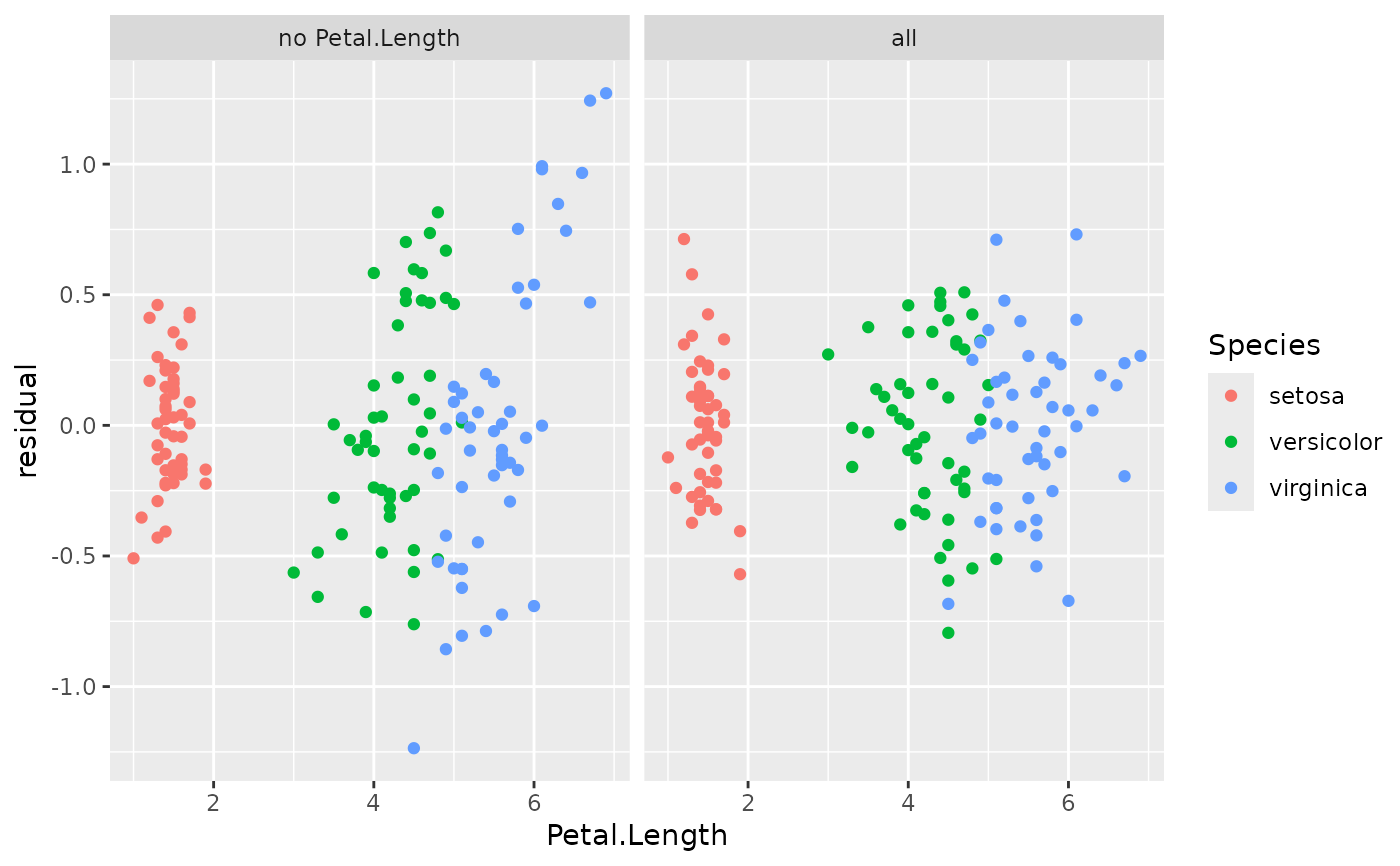 no Petal.Length
all
1.0
0.5
0.0
-0.5
-1.0
residual
2
4
6
2
4
6
Petal.Length
Species
setosa
versicolor
virginica